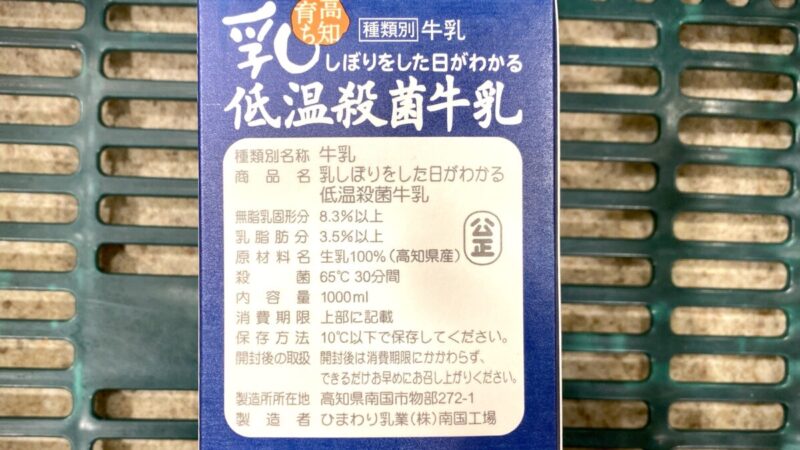 高知育ち
種類別 牛乳
乳しぼりをした日がわかる
低温殺菌牛乳
種類別名称 牛乳
商品名 乳しぼりをした日がわかる
低温殺菌牛乳
無脂乳固形分 8.3%以上
乳脂肪分 3.5%以上
原材料名 生乳100%(高知県産)
殺菌 65℃ 30分間
内容量 1000ml
消費期限 上部に記載
保存方法 10℃以下で保存してください。
開封後の取扱 開封後は消費期限にかかわらず、
できるだけお早めにお召し上がりください。
製造所所在地 高知県南国市物部272-1
製造者 ひまわり乳業(株)南国工場
公正